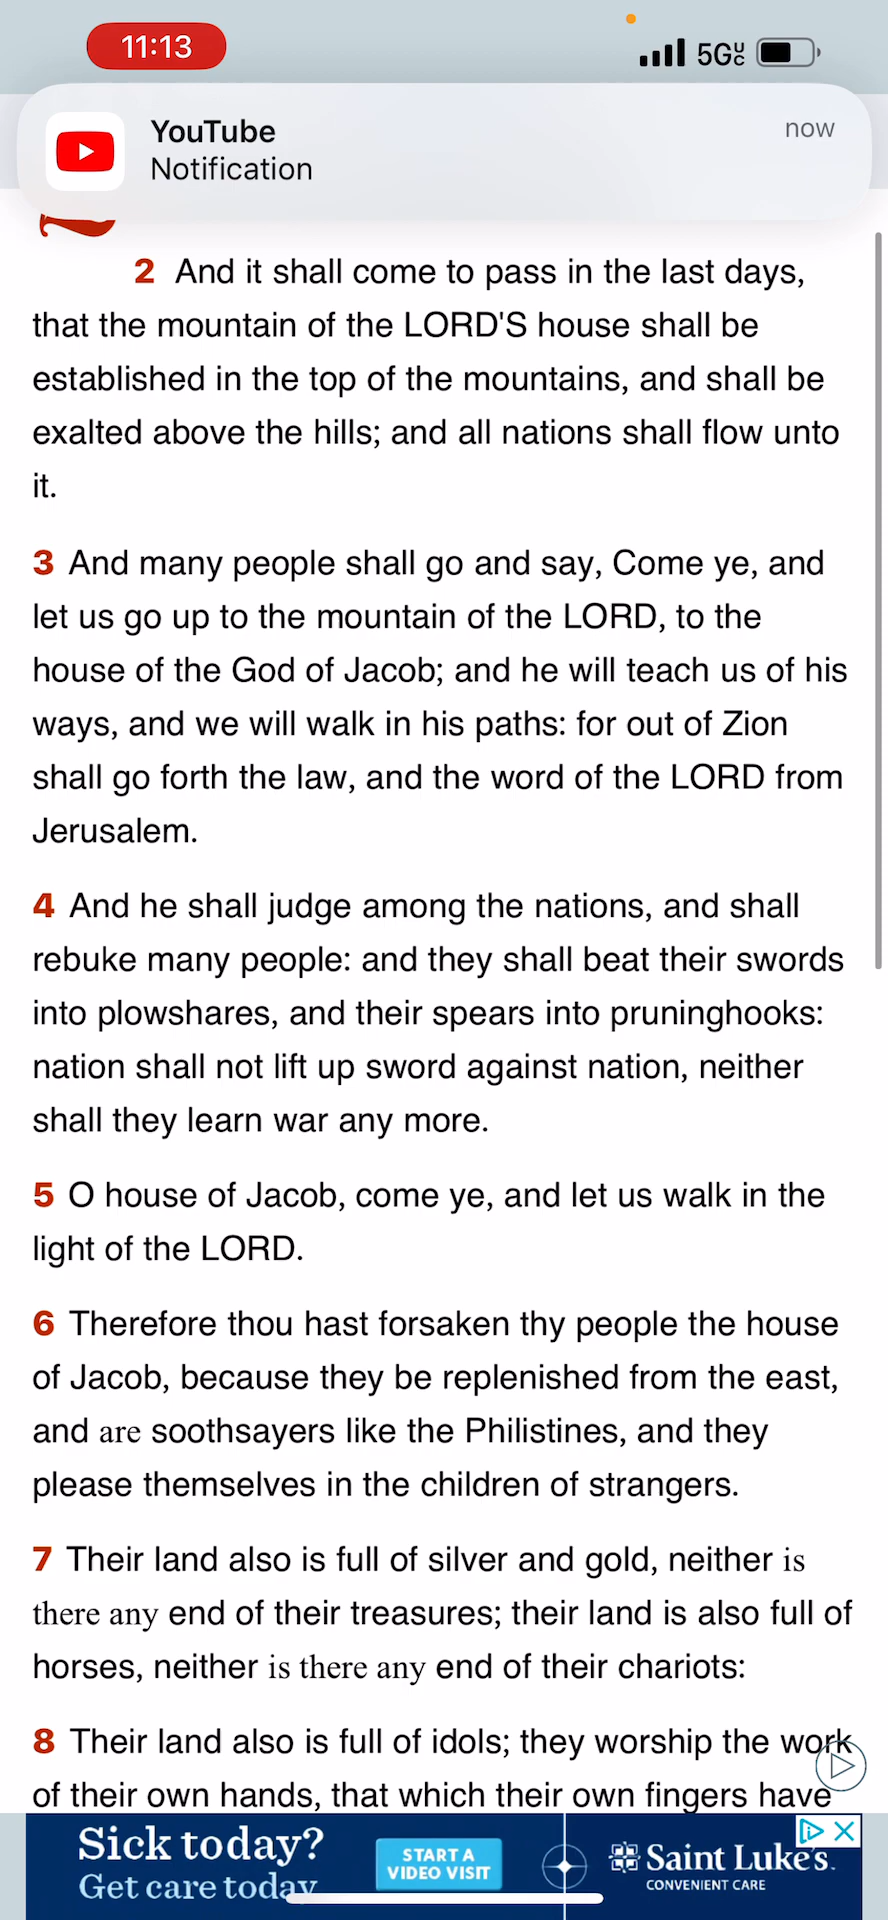 11:13
5GUC
YouTube
now
Notification
2 And it shall come to pass in the last days,
that the mountain of the LORD'S house shall be
established in the top of the mountains, and shall be
exalted above the hills; and all nations shall flow unto
it.
3 And many people shall go and say, Come ye, and
let us go up to the mountain of the LORD, to the
house of the God of Jacob; and he will teach us of his
ways, and we will walk in his paths: for out of Zion
shall go forth the law, and the word of the LORD from
Jerusalem.
4 And he shall judge among the nations, and shall
rebuke many people: and they shall beat their swords
into plowshares, and their spears into pruninghooks:
nation shall not lift up sword against nation, neither
shall they learn war any more.
5 O house of Jacob, come ye, and let us walk in the
light of the LORD.
6 Therefore thou hast forsaken thy people the house
of Jacob, because they be replenished from the east,
and are soothsayers like the Philistines, and they
please themselves in the children of strangers.
7 Their land also is full of silver and gold, neither is
there any end of their treasures; their land is also full of
horses, neither is there any end of their chariots:
8 Their land also is full of idols; they worship the work
of their own hands, that which their own fingers have
Sick today?
Get care today
START A
VIDEO VISIT
Saint Luke's
CONVENIENT CARE